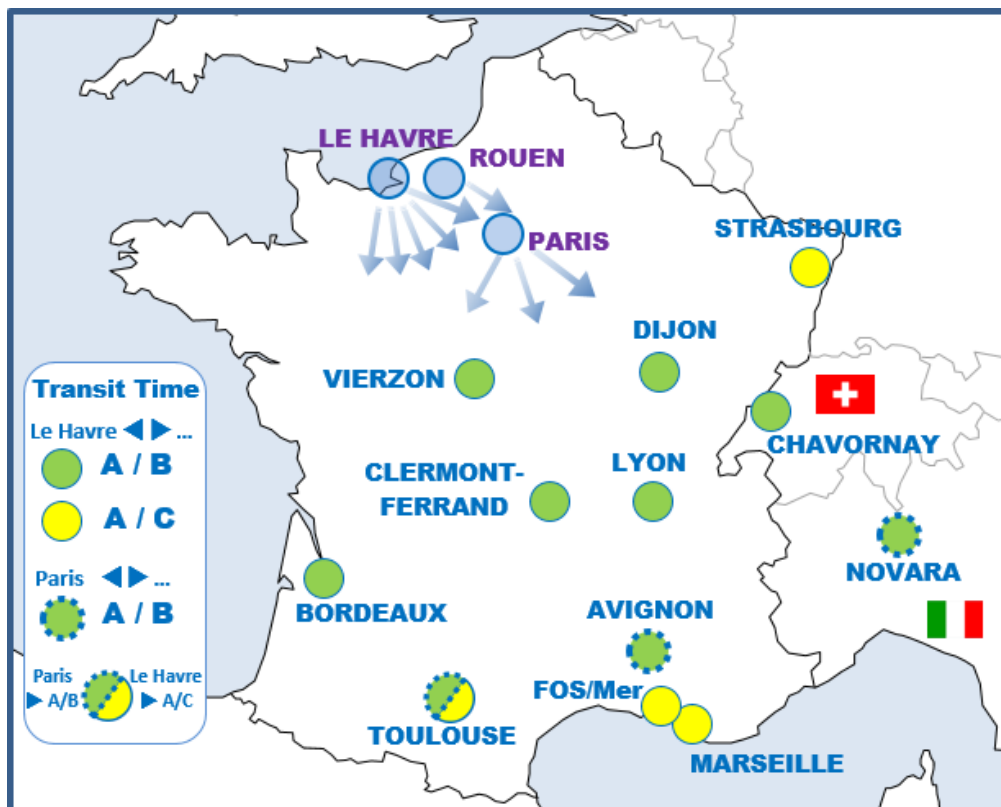 LE HAVRE
ROUEN
PARIS
STRASBOURG
DIJON
VIERZON
CHAVORNAY
CLERMONT-
FERRAND
LYON
NOVARA
BORDEAUX
AVIGNON
FOS/Mer
TOULOUSE
MARSEILLE
Transit Time
Le Havre ◀ ▶ ...
A / B
A / C
Paris ◀ ▶ ...
A / B
Paris Le Havre
▶ A/B ▶ A/C